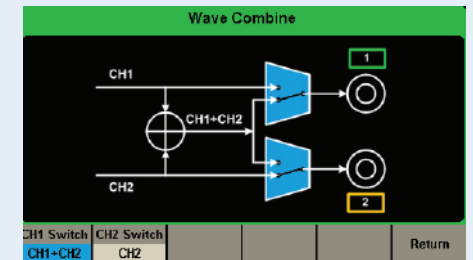 Wave Combine
1
CH1
CH1+CH2
CH2
2
CH1 Switch CH2 Switch
CH1+CH2 CH2 Return